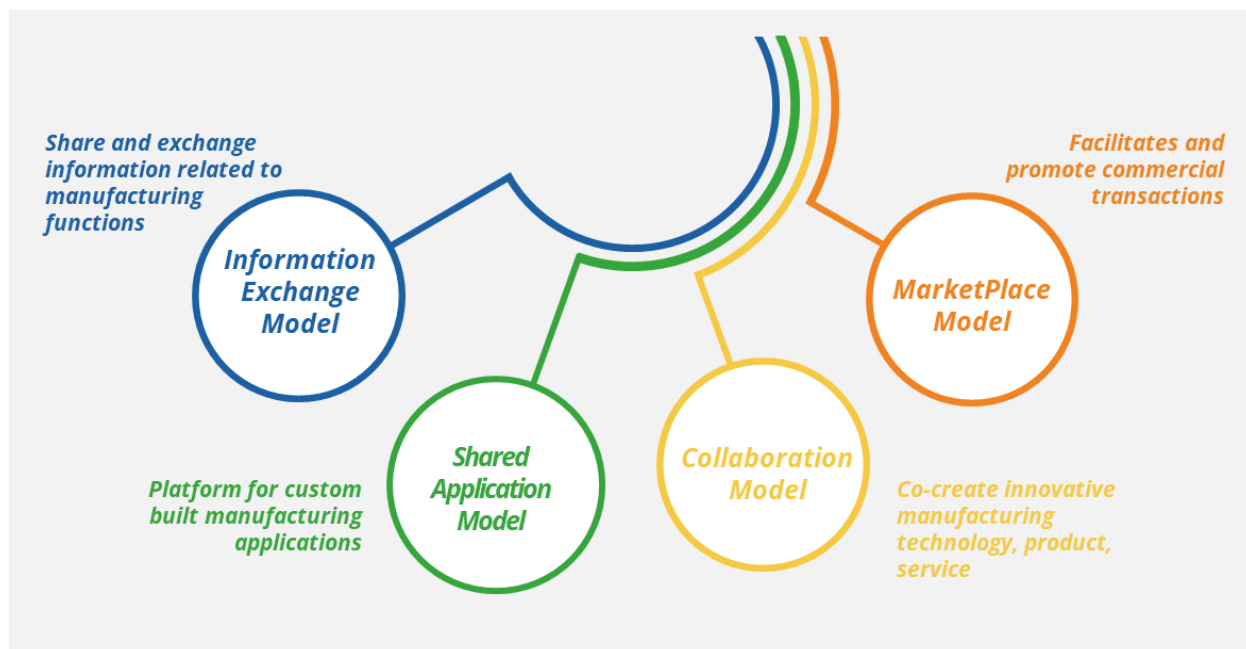 Share and exchange
information related to
manufacturing
functions
Information
Exchange
Model
Platform for custom
built manufacturing
applications
Shared
Application
Model
Collaboration
Model
Co-create innovative
manufacturing
technology, product,
service
Facilitates and
promote commercial
transactions
MarketPlace
Model